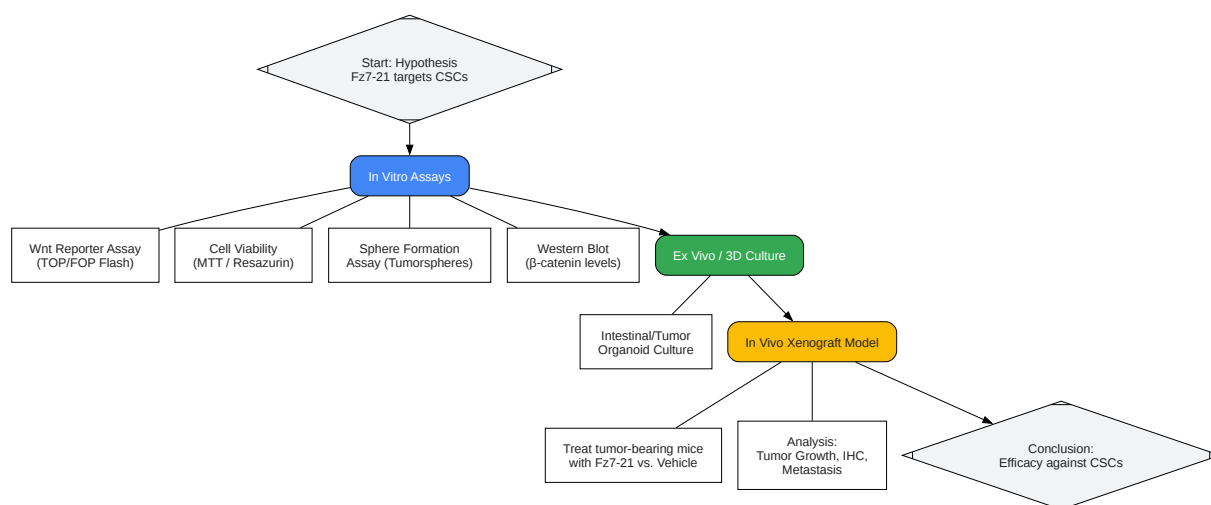 Start: Hypothesis
Fz7-21 targets CSCs
In Vitro Assays
Wnt Reporter Assay
(TOP/FOP Flash)
Cell Viability
(MTT / Resazurin)
Sphere Formation
Assay (Tumorspheres)
Western Blot
(β-catenin levels)
Ex Vivo / 3D Culture
Intestinal/Tumor
Organoid Culture
In Vivo Xenograft Model
Treat tumor-bearing mice
with Fz7-21 vs. Vehicle
Analysis:
Tumor Growth, IHC,
Metastasis
Conclusion:
Efficacy against CSCs